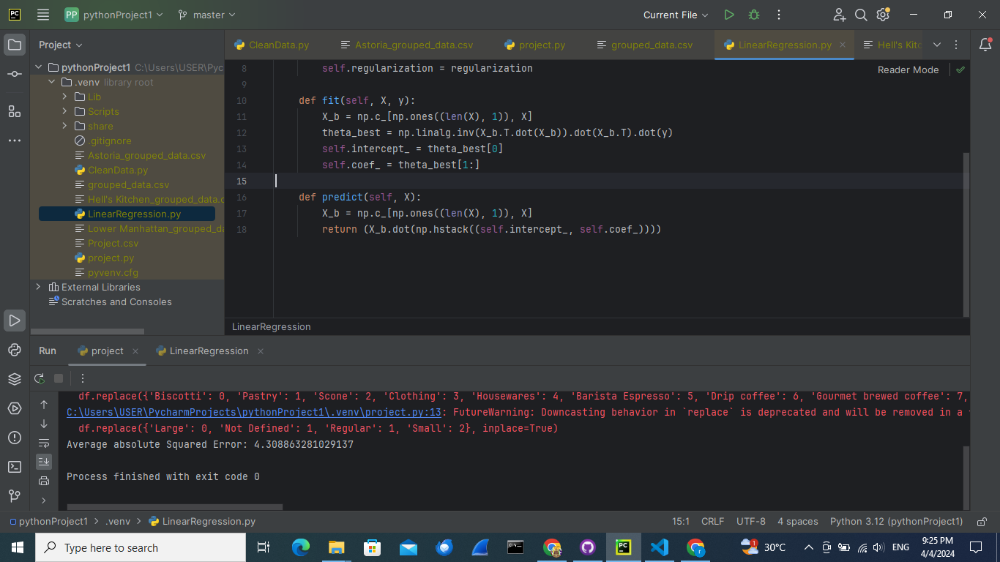 PC
PP pythonProject1
master
Current File
Project
CleanData.py
Astoria_grouped_data.csv
project.py
grouped_data.csv
LinearRegression.py
Hell's Kitc
pythonProject1 C:\Users\USER\Pyc
.venv library root
Lib
Scripts
share
.gitignore
Astoria_grouped_data.csv
CleanData.py
grouped_data.csv
Hell's Kitchen_grouped_data.c
LinearRegression.py
Lower Manhattan_grouped_da
Project.csv
project.py
pyvenv.cfg
External Libraries
Scratches and Consoles
Reader Mode
8 self.regularization = regularization
9
10 def fit(self, X, y):
11 X_b = np.c_[np.ones((len(X), 1)), X]
12 theta_best = np.linalg.inv(X_b.T.dot(X_b)).dot(X_b.T).dot(y)
13 self.intercept_ = theta_best[0]
14 self.coef_ = theta_best[1:]
15
16 def predict(self, X):
17 X_b = np.c_[np.ones((len(X), 1)), X]
18 return (X_b.dot(np.hstack((self.intercept_, self.coef_))))
LinearRegression
Run
project
LinearRegression
df.replace({'Biscotti': 0, 'Pastry': 1, 'Scone': 2, 'Clothing': 3, 'Housewares': 4, 'Barista Espresso': 5, 'Drip coffee': 6, 'Gourmet brewed coffee': 7,
C:\Users\USER\PycharmProjects\pythonProject1\.venv\project.py:13: FutureWarning: Downcasting behavior in `replace` is deprecated and will be removed in a
df.replace({'Large': 0, 'Not Defined': 1, 'Regular': 1, 'Small': 2}, inplace=True)
Average absolute Squared Error: 4.308863281029137
Process finished with exit code 0
pythonProject1 > .venv > LinearRegression.py
15:1 CRLF UTF-8 4 spaces Python 3.12 (pythonProject1)
Type here to search
PC
30°C
ENG
9:25 PM
4/4/2024